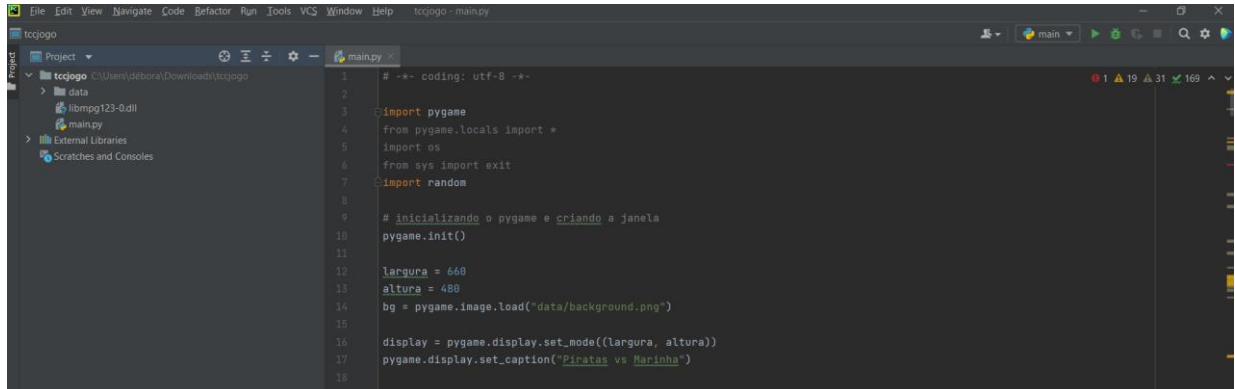 File Edit View Navigate Code Refactor Run Tools VCS Window Help tccjogo - main.py
tccjogo
main
Project
Project
main.py
tccjogo C:\Users\débora\Downloads\tccjogo
data
libmpg123-0.dll
main.py
External Libraries
Scratches and Consoles
1 # -*- coding: utf-8 -*-
1 19 31 169
2
3 import pygame
4 from pygame.locals import *
5 import os
6 from sys import exit
7 import random
8
9 # inicializando o pygame e criando a janela
10 pygame.init()
11
12 largura = 660
13 altura = 480
14 bg = pygame.image.load("data/background.png")
15
16 display = pygame.display.set_mode((largura, altura))
17 pygame.display.set_caption("Piratas vs Marinha")
18